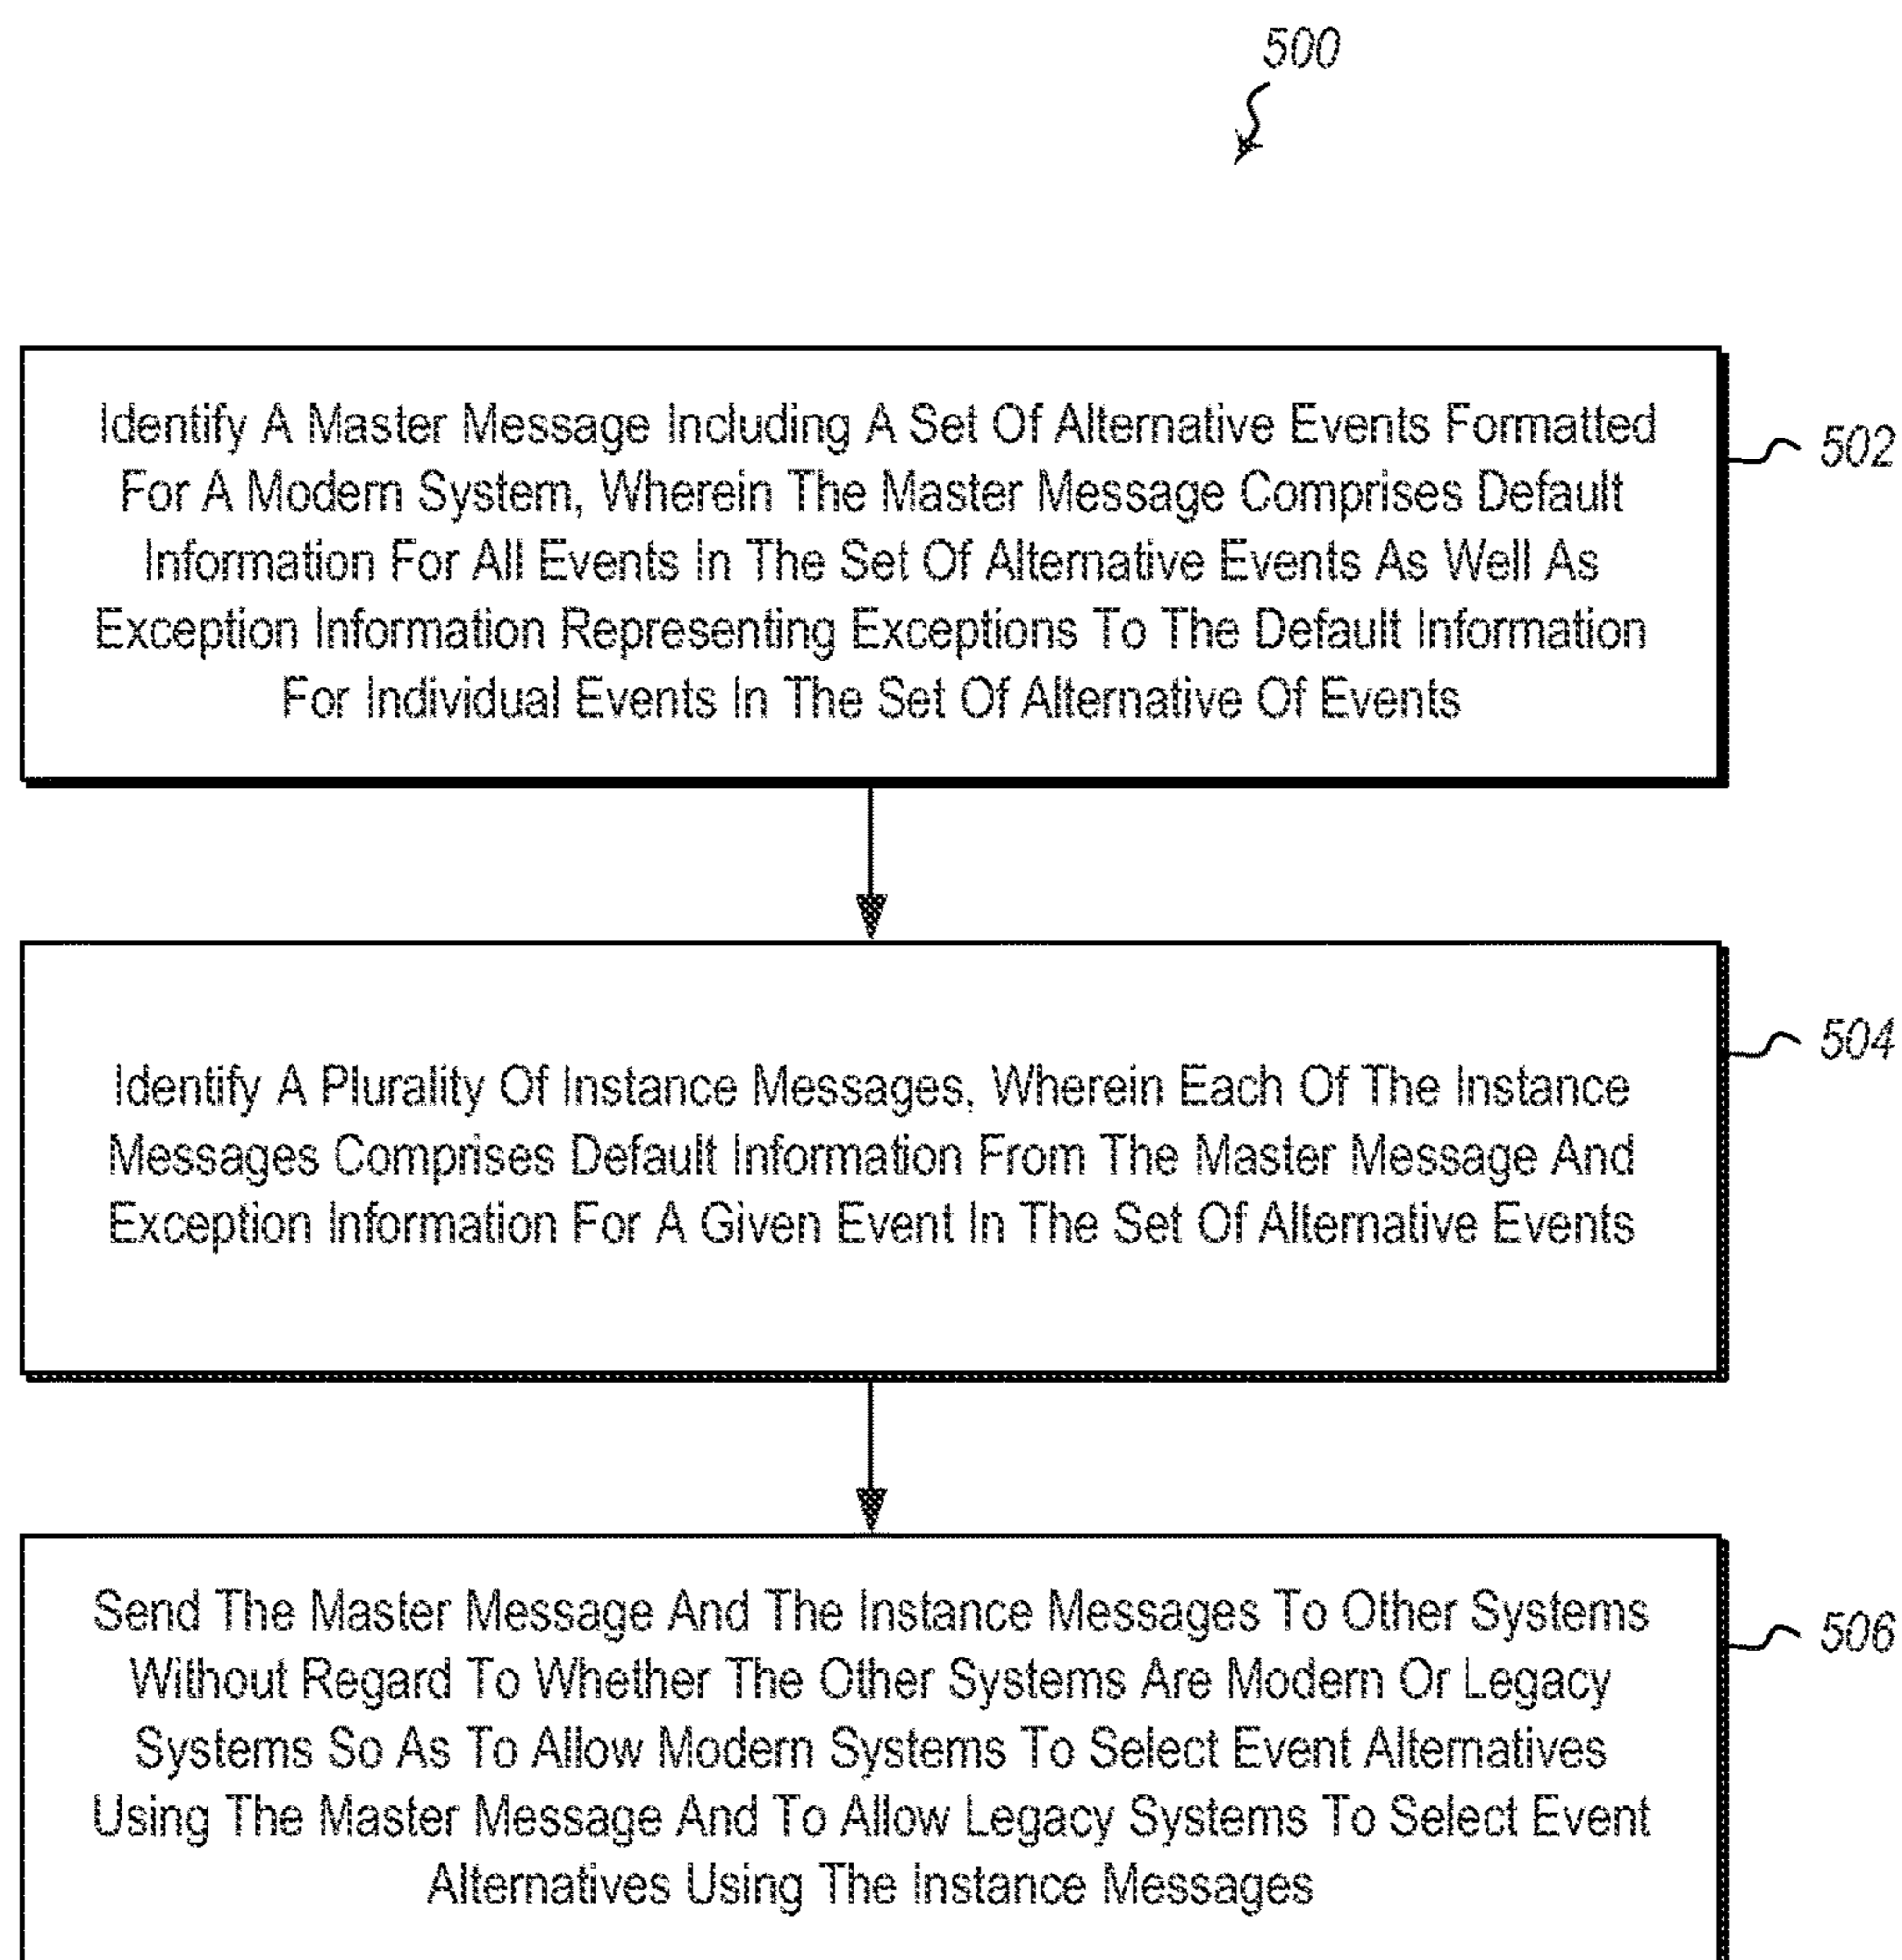 500
Identify A Master Message Including A Set Of Alternative Events Formatted
For A Modern System, Wherein The Master Message Comprises Default
Information For All Events In The Set Of Alternative Events As Well As
Exception Information Representing Exceptions To The Default Information
For Individual Events In The Set Of Alternative Of Events
502
Identify A Plurality Of Instance Messages, Wherein Each Of The Instance
Messages Comprises Default Information From The Master Message And
Exception Information For A Given Event In The Set Of Alternative Events
504
Send The Master Message And The Instance Messages To Other Systems
Without Regard To Whether The Other Systems Are Modern Or Legacy
Systems So As To Allow Modern Systems To Select Event Alternatives
Using The Master Message And To Allow Legacy Systems To Select Event
Alternatives Using The Instance Messages
506